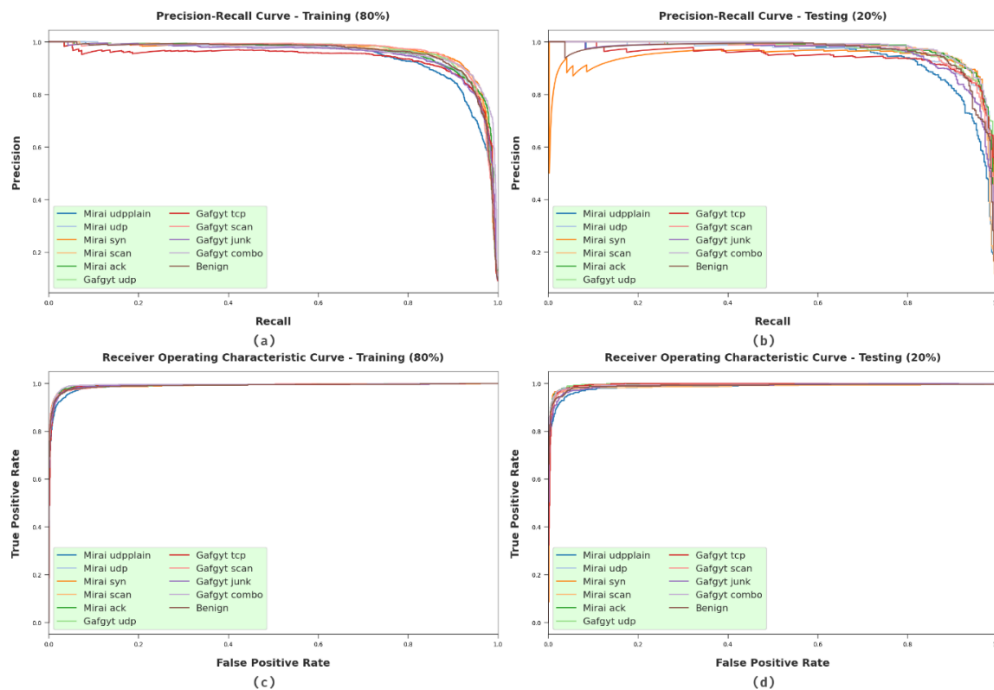 Precision-Recall Curve - Training (80%)
1.0
0.8
0.6
0.4
0.2
Precision
Mirai udpplain
Mirai udp
Mirai syn
Mirai scan
Mirai ack
Gafgyt udp
Gafgyt tcp
Gafgyt scan
Gafgyt junk
Gafgyt combo
Benign
0.0 0.2 0.4 0.6 0.8 1.0
Recall
(a)
Precision-Recall Curve - Testing (20%)
1.0
0.8
0.6
0.4
0.2
Precision
Mirai udpplain
Mirai udp
Mirai syn
Mirai scan
Mirai ack
Gafgyt udp
Gafgyt tcp
Gafgyt scan
Gafgyt junk
Gafgyt combo
Benign
0.0 0.2 0.4 0.6 0.8 1.0
Recall
(b)
Receiver Operating Characteristic Curve - Training (80%)
1.0
0.8
0.6
0.4
0.2
0.0
True Positive Rate
Mirai udpplain
Mirai udp
Mirai syn
Mirai scan
Mirai ack
Gafgyt udp
Gafgyt tcp
Gafgyt scan
Gafgyt junk
Gafgyt combo
Benign
0.0 0.2 0.4 0.6 0.8 1.0
False Positive Rate
(c)
Receiver Operating Characteristic Curve - Testing (20%)
1.0
0.8
0.6
0.4
0.2
0.0
True Positive Rate
Mirai udpplain
Mirai udp
Mirai syn
Mirai scan
Mirai ack
Gafgyt udp
Gafgyt tcp
Gafgyt scan
Gafgyt junk
Gafgyt combo
Benign
0.0 0.2 0.4 0.6 0.8
False Positive Rate
(d)